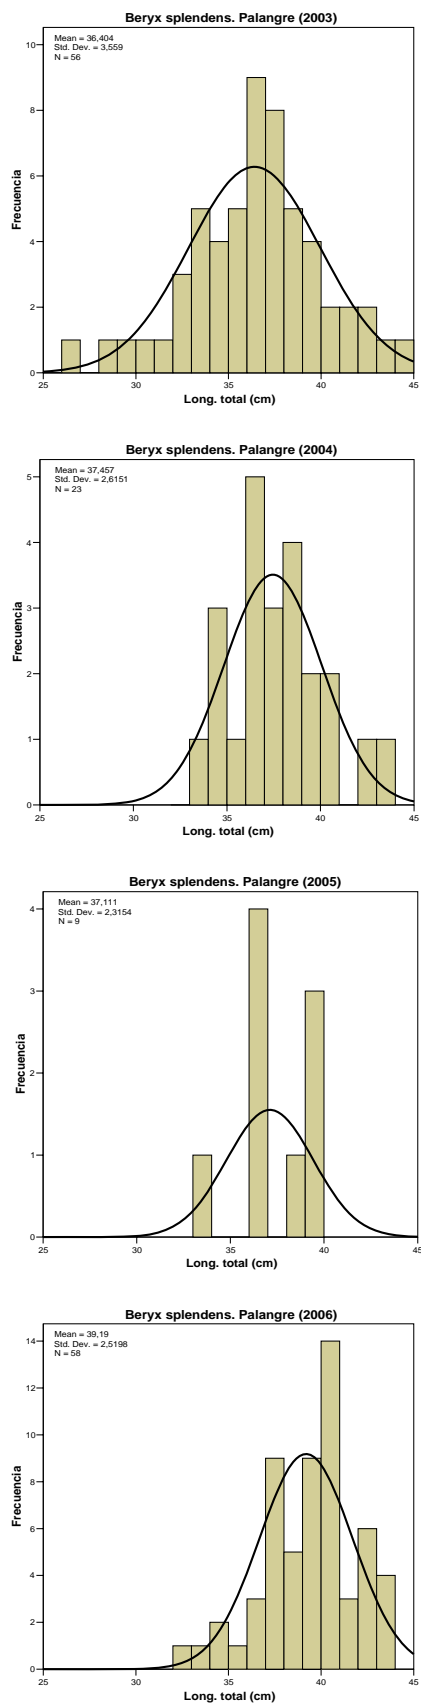 Beryx splendens. Palangre (2003)
Mean = 36,404
Std. Dev. = 3,559
N = 56
10
8
6
4
2
0
Frecuencia
25 30 35 40 45
Long. total (cm)
Beryx splendens. Palangre (2004)
Mean = 37,457
Std. Dev. = 2,6151
N = 23
5
4
3
2
1
0
Frecuencia
25 30 35 40 45
Long. total (cm)
Beryx splendens. Palangre (2005)
Mean = 37,111
Std. Dev. = 2,3154
N = 9
4
3
2
1
0
Frecuencia
25 30 35 40 45
Long. total (cm)
Beryx splendens. Palangre (2006)
Mean = 39,19
Std. Dev. = 2,5198
N = 58
14
12
10
8
6
4
2
0
Frecuencia
25 30 35 40 45
Long. total (cm)